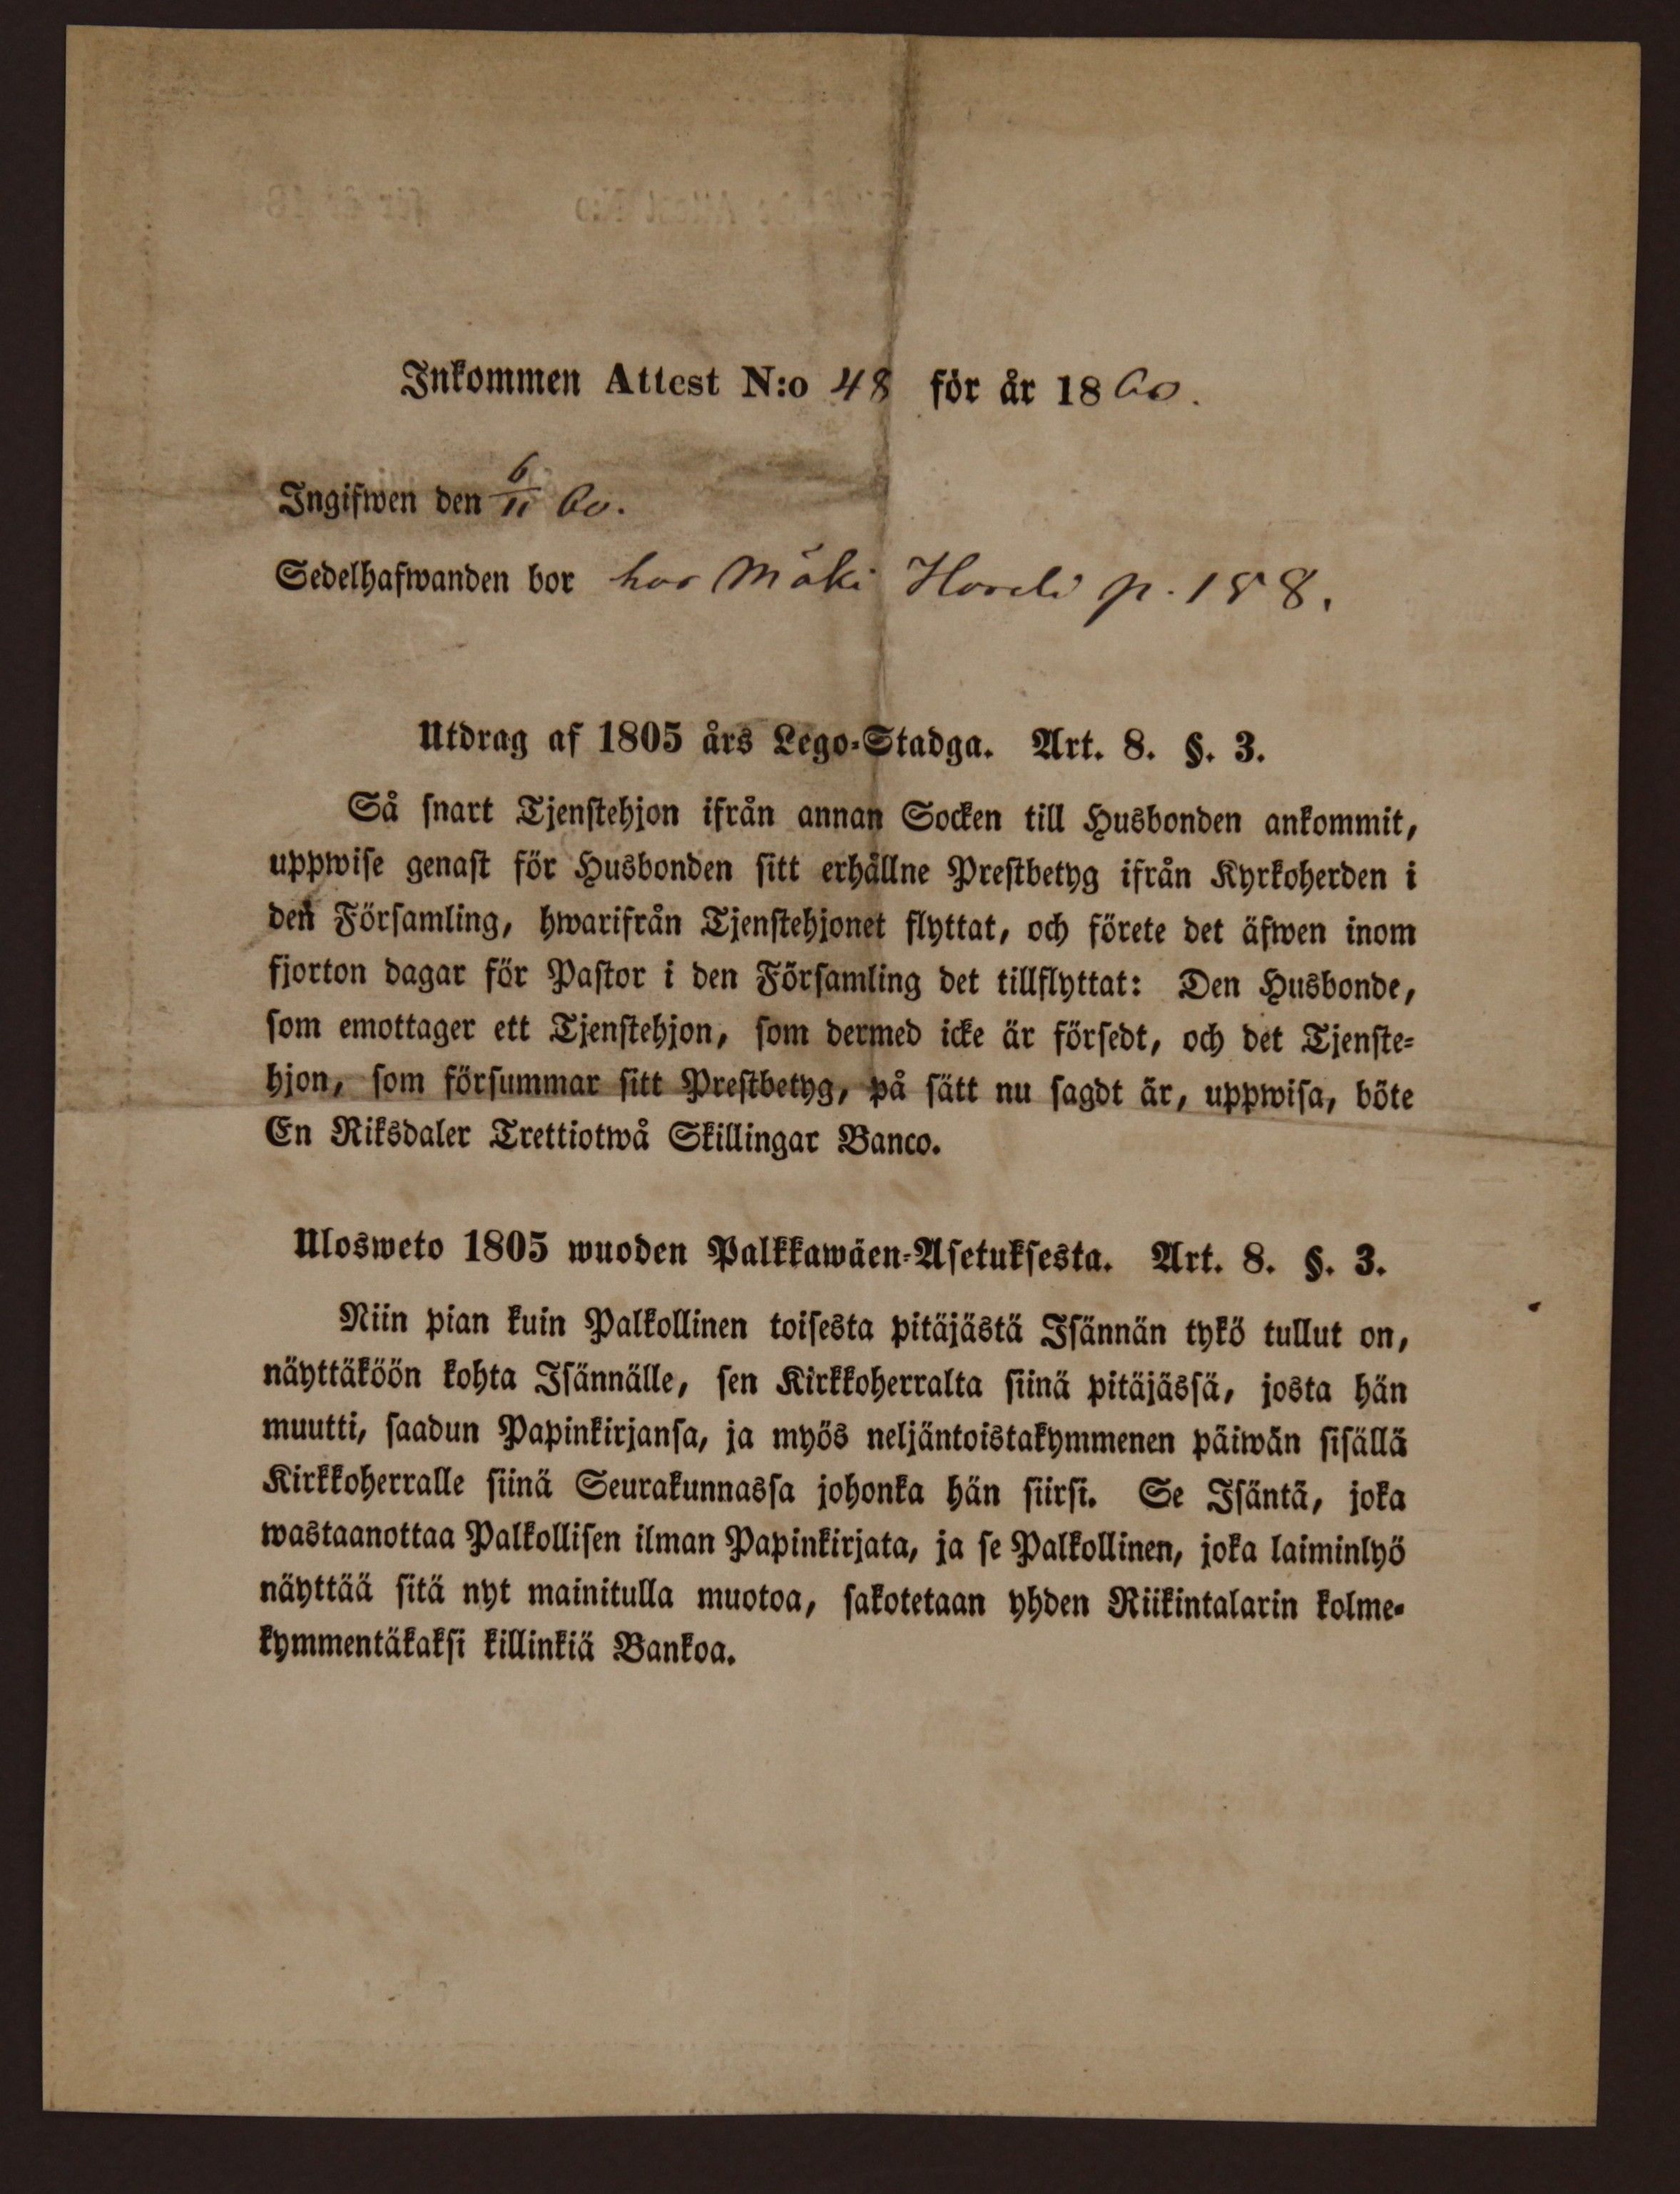 Inkommen Attest N:o 48 för år 1860.
Ingifwen den 6/11 60.
Sedelhafwanden bor hos Mäki p. 188.
Utdrag af 1805 års Lego-Stadga. Art. 8. §. 3.
Så snart Tjenstehjon ifrån annan Socken till Husbonden ankommit,
uppwise genast för Husbonden sitt erhållne Prestbetyg ifrån Kyrkoherden i
den Församling, hwarifrån Tjenstehjonet flyttat, och förete det äfwen inom
fjorton dagar för Pastor i den Församling det tillflyttat: Den Husbonde,
som emottager ett Tjenstehjon, som dermed icke är försedt, och det Tjenste-
hjon, som försummar sitt Prestbetyg, på sätt nu sagdt är, uppwisa, böte
En Riksdaler Trettiotwå Skillingar Banco.
Ulosweto 1805 wuoden Palkkawäen-Asetuksesta. Art. 8. §. 3.
Niin pian kuin Palkollinen toisesta pitäjästä Isännän tykö tullut on,
näyttäköön kohta Isännälle, sen Kirkkoherralta siinä pitäjässä, josta hän
muutti, saadun Papinkirjansa, ja myös neljäntoistakymmenen päiwän sisällä
Kirkkoherralle siinä Seurakunnassa johonka hän siirsi. Se Isäntä, joka
wastaanottaa Palkollisen ilman Papinkirjata, ja se Palkollinen, joka laiminlyö
näyttää sitä nyt mainitulla muotoa, sakotetaan yhden Riikintalarin kolme-
kymmentäkaksi killinkiä Bankoa.